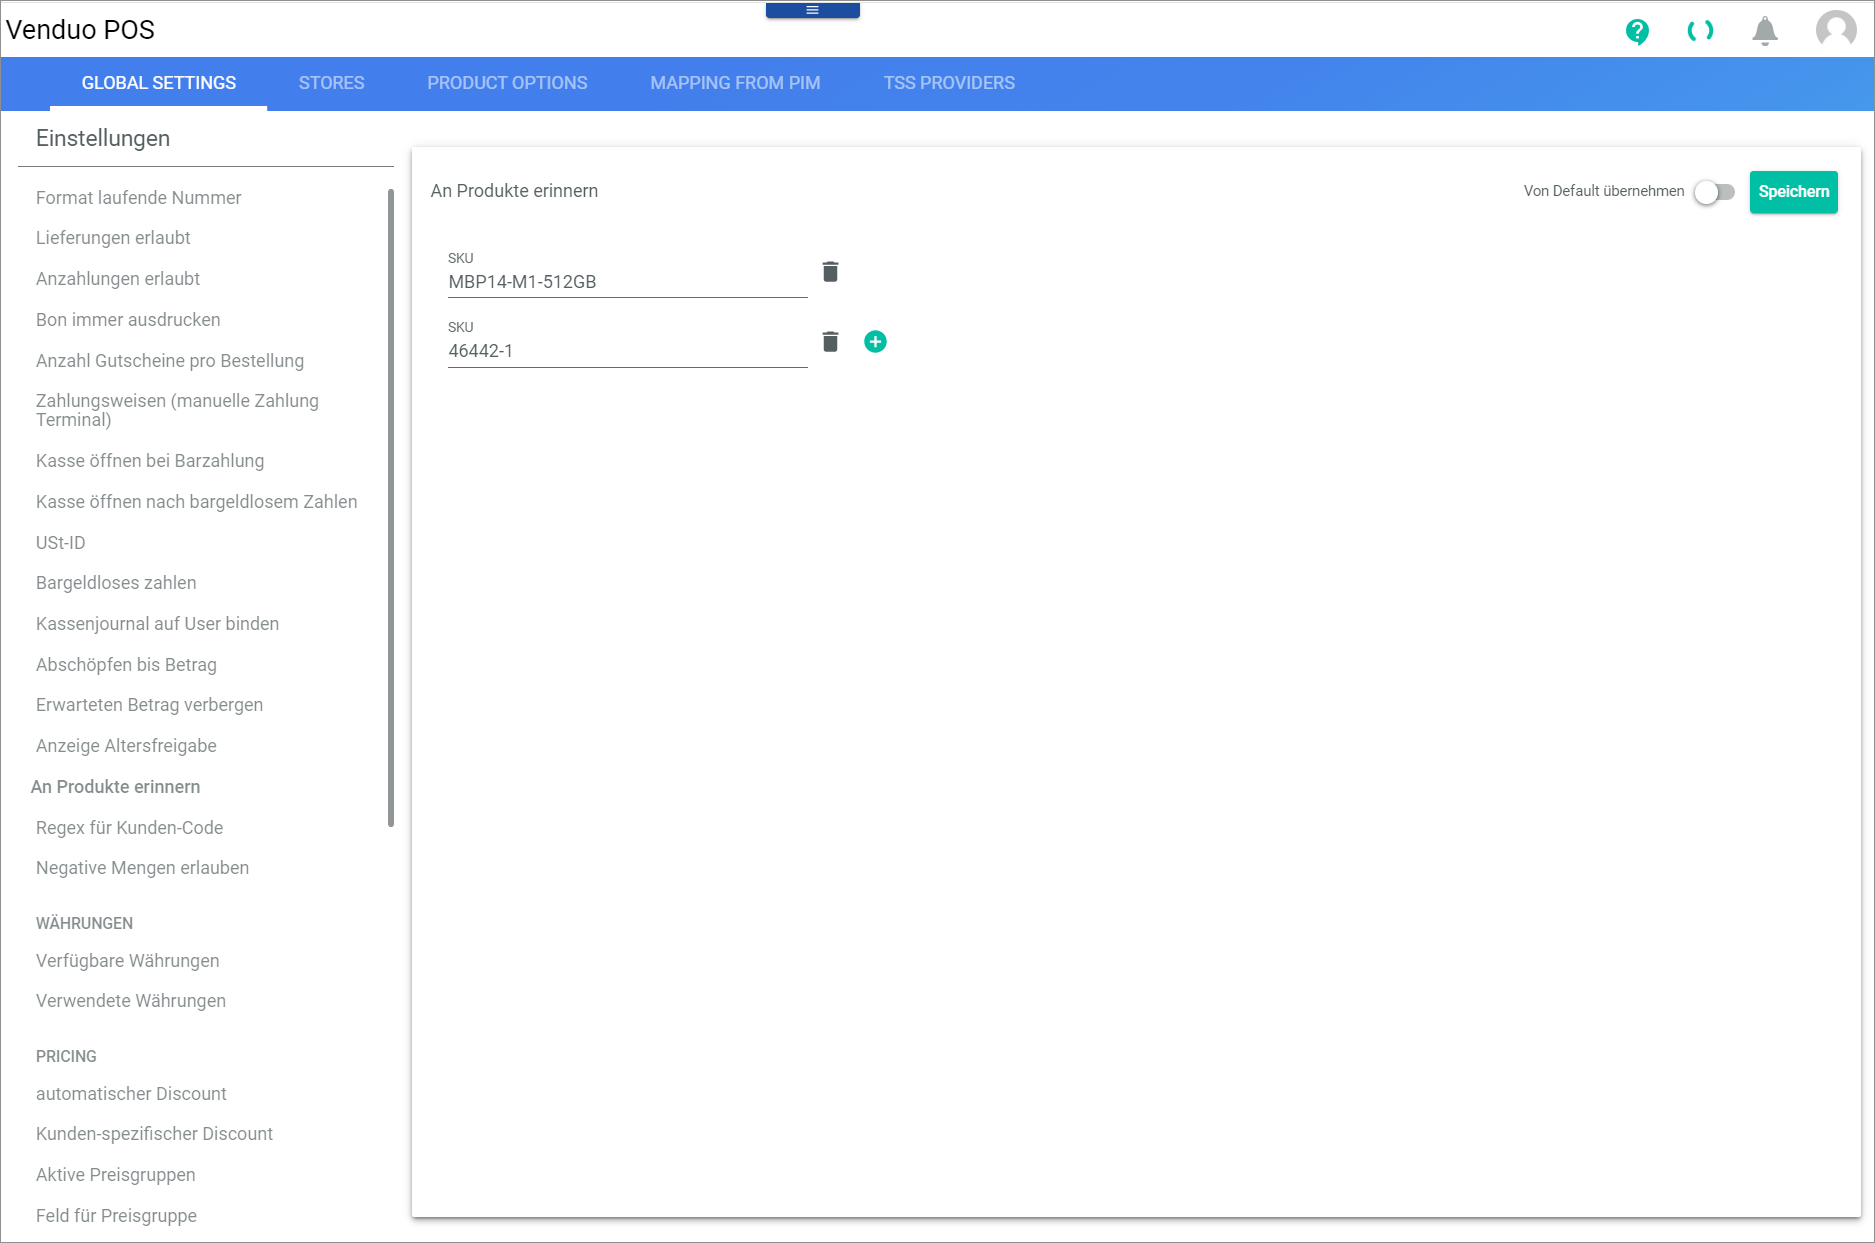 Venduo POS
GLOBAL SETTINGS
STORES
PRODUCT OPTIONS
MAPPING FROM PIM
TSS PROVIDERS
Einstellungen
Format laufende Nummer
Lieferungen erlaubt
Anzahlungen erlaubt
Bon immer ausdrucken
Anzahl Gutscheine pro Bestellung
Zahlungsweisen (manuelle Zahlung
Terminal)
Kasse öffnen bei Barzahlung
Kasse öffnen nach bargeldlosem Zahlen
USt-ID
Bargeldloses zahlen
Kassenjournal auf User binden
Abschöpfen bis Betrag
Erwarteten Betrag verbergen
Anzeige Altersfreigabe
An Produkte erinnern
Regex für Kunden-Code
Negative Mengen erlauben
WÄHRUNGEN
Verfügbare Währungen
Verwendete Währungen
PRICING
automatischer Discount
Kunden-spezifischer Discount
Aktive Preisgruppen
Feld für Preisgruppe
An Produkte erinnern
Von Default übernehmen
Speichern
SKU
MBP14-M1-512GB
SKU
46442-1